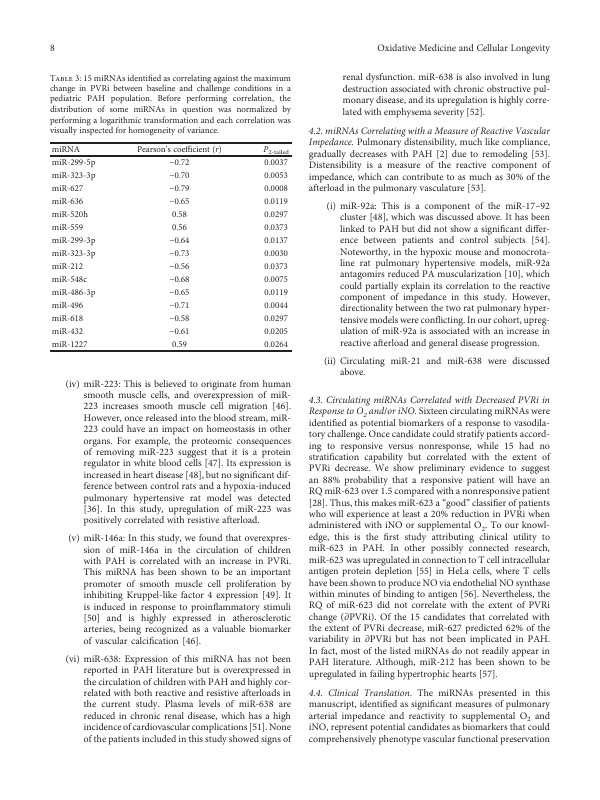 8
Oxidative Medicine and Cellular Longevity
Table 3: 15 miRNAs identified as correlating against the maximum
change in PVRi between baseline and challenge conditions in a
pediatric PAH population. Before performing correlation, the
distribution of some miRNAs in question was normalized by
performing a logarithmic transformation and each correlation was
visually inspected for homogeneity of variance.
miRNA Pearson's coefficient (r) P2-tailed
miR-299-5p −0.72 0.0037
miR-323-3p −0.70 0.0053
miR-627 −0.79 0.0008
miR-636 −0.65 0.0119
miR-520h 0.58 0.0297
miR-559 0.56 0.0373
miR-299-3p −0.64 0.0137
miR-323-3p −0.73 0.0030
miR-212 −0.56 0.0373
miR-548c −0.68 0.0075
miR-486-3p −0.65 0.0119
miR-496 −0.71 0.0044
miR-618 −0.58 0.0297
miR-432 −0.61 0.0205
miR-1227 0.59 0.0264
(iv) miR-223: This is believed to originate from human
smooth muscle cells, and overexpression of miR-
223 increases smooth muscle cell migration [46].
However, once released into the blood stream, miR-
223 could have an impact on homeostasis in other
organs. For example, the proteomic consequences
of removing miR-223 suggest that it is a protein
regulator in white blood cells [47]. Its expression is
increased in heart disease [48], but no significant dif-
ference between control rats and a hypoxia-induced
pulmonary hypertensive rat model was detected
[36]. In this study, upregulation of miR-223 was
positively correlated with resistive afterload.
(v) miR-146a: In this study, we found that overexpres-
sion of miR-146a in the circulation of children
with PAH is correlated with an increase in PVRi.
This miRNA has been shown to be an important
promoter of smooth muscle cell proliferation by
inhibiting Kruppel-like factor 4 expression [49]. It
is induced in response to proinflammatory stimuli
[50] and is highly expressed in atherosclerotic
arteries, being recognized as a valuable biomarker
of vascular calcification [46].
(vi) miR-638: Expression of this miRNA has not been
reported in PAH literature but is overexpressed in
the circulation of children with PAH and highly cor-
related with both reactive and resistive afterloads in
the current study. Plasma levels of miR-638 are
reduced in chronic renal disease, which has a high
incidence of cardiovascular complications [51]. None
of the patients included in this study showed signs of
renal dysfunction. miR-638 is also involved in lung
destruction associated with chronic obstructive pul-
monary disease, and its upregulation is highly corre-
lated with emphysema severity [52].
4.2. miRNAs Correlating with a Measure of Reactive Vascular
Impedance. Pulmonary distensibility, much like compliance,
gradually decreases with PAH [2] due to remodeling [53].
Distensibility is a measure of the reactive component of
impedance, which can contribute to as much as 30% of the
afterload in the pulmonary vasculature [53].
(i) miR-92a: This is a component of the miR-17–92
cluster [48], which was discussed above. It has been
linked to PAH but did not show a significant differ-
ence between patients and control subjects [54].
Noteworthy, in the hypoxic mouse and monocrota-
line rat pulmonary hypertensive models, miR-92a
antagomirs reduced PA muscularization [10], which
could partially explain its correlation to the reactive
component of impedance in this study. However,
directionality between the two rat pulmonary hyper-
tensive models were conflicting. In our cohort, upreg-
ulation of miR-92a is associated with an increase in
reactive afterload and general disease progression.
(ii) Circulating miR-21 and miR-638 were discussed
above.
4.3. Circulating miRNAs Correlated with Decreased PVRi in
Response to O2 and/or iNO. Sixteen circulating miRNAs were
identified as potential biomarkers of a response to vasodila-
tory challenge. Once candidate could stratify patients accord-
ing to responsive versus nonresponse, while 15 had no
stratification capability but correlated with the extent of
PVRi decrease. We show preliminary evidence to suggest
an 88% probability that a responsive patient will have an
RQ miR-623 over 1.5 compared with a nonresponsive patient
[28]. Thus, this makes miR-623 a “good” classifier of patients
who will experience at least a 20% reduction in PVRi when
administered with iNO or supplemental O2. To our knowl-
edge, this is the first study attributing clinical utility to
miR-623 in PAH. In other possibly connected research,
miR-623 was upregulated in connection to T cell intracellular
antigen protein depletion [55] in HeLa cells, where T cells
have been shown to produce NO via endothelial NO synthase
within minutes of binding to antigen [56]. Nevertheless, the
RQ of miR-623 did not correlate with the extent of PVRi
change (∂PVRi). Of the 15 candidates that correlated with
the extent of PVRi decrease, miR-627 predicted 62% of the
variability in ∂PVRi but has not been implicated in PAH.
In fact, most of the listed miRNAs do not readily appear in
PAH literature. Although, miR-212 has been shown to be
upregulated in failing hypertrophic hearts [57].
4.4. Clinical Translation. The miRNAs presented in this
manuscript, identified as significant measures of pulmonary
arterial impedance and reactivity to supplemental O2 and
iNO, represent potential candidates as biomarkers that could
comprehensively phenotype vascular functional preservation